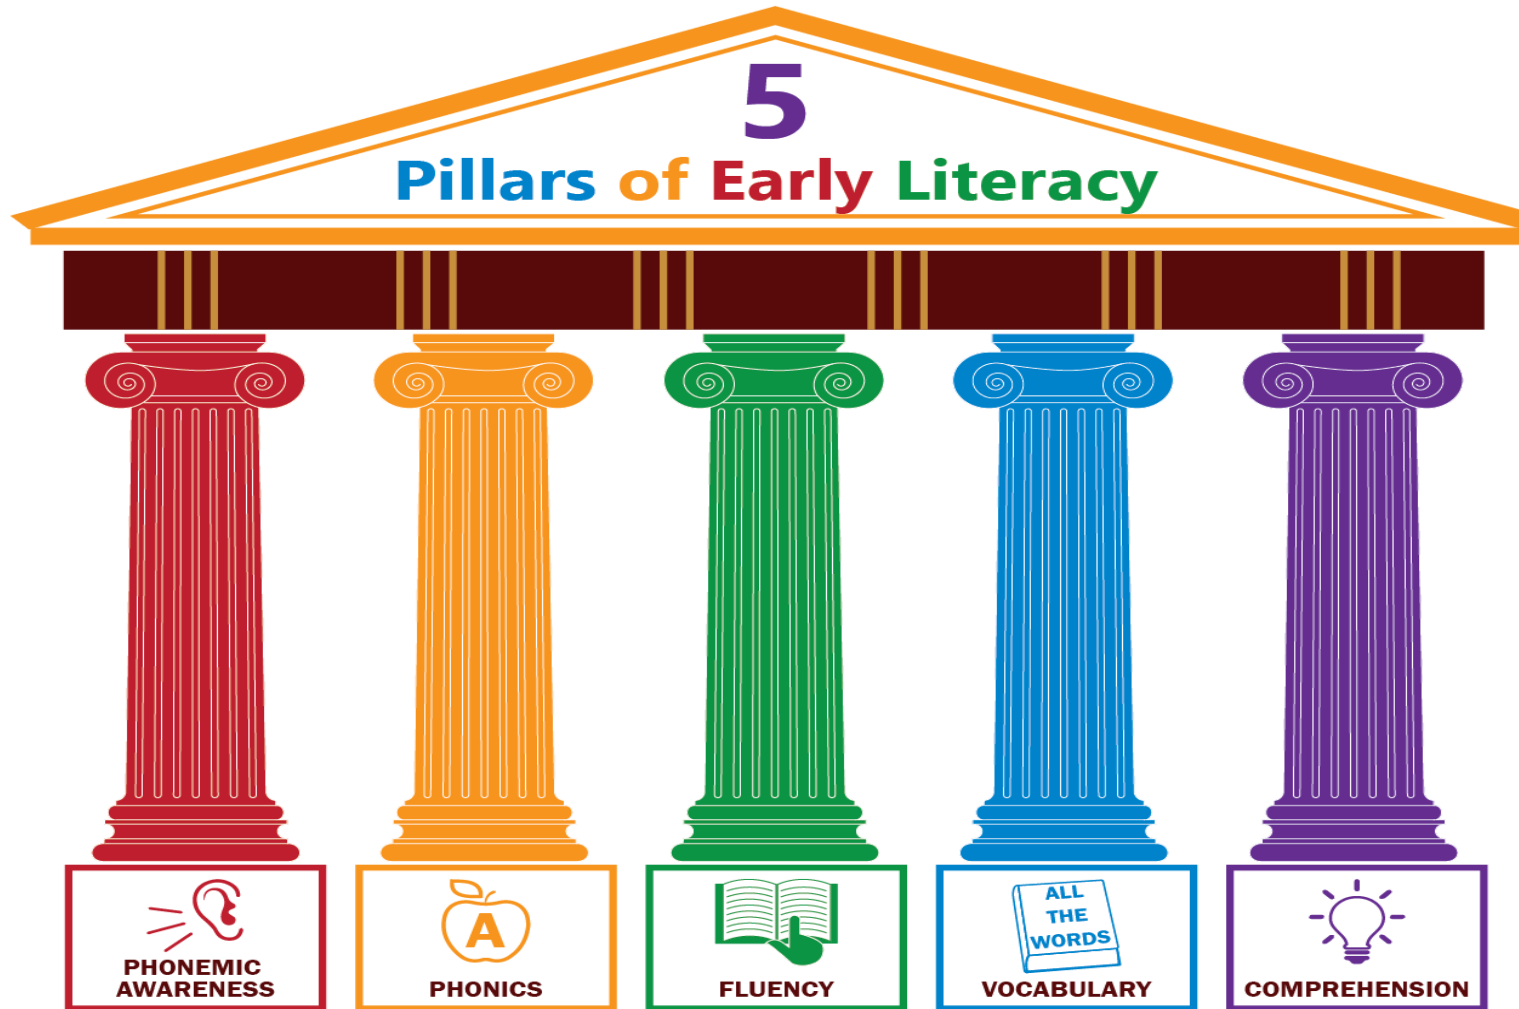 5
Pillars of Early Literacy
PHONEMIC
AWARENESS
A
PHONICS
FLUENCY
ALL
THE
WORDS
VOCABULARY
COMPREHENSION